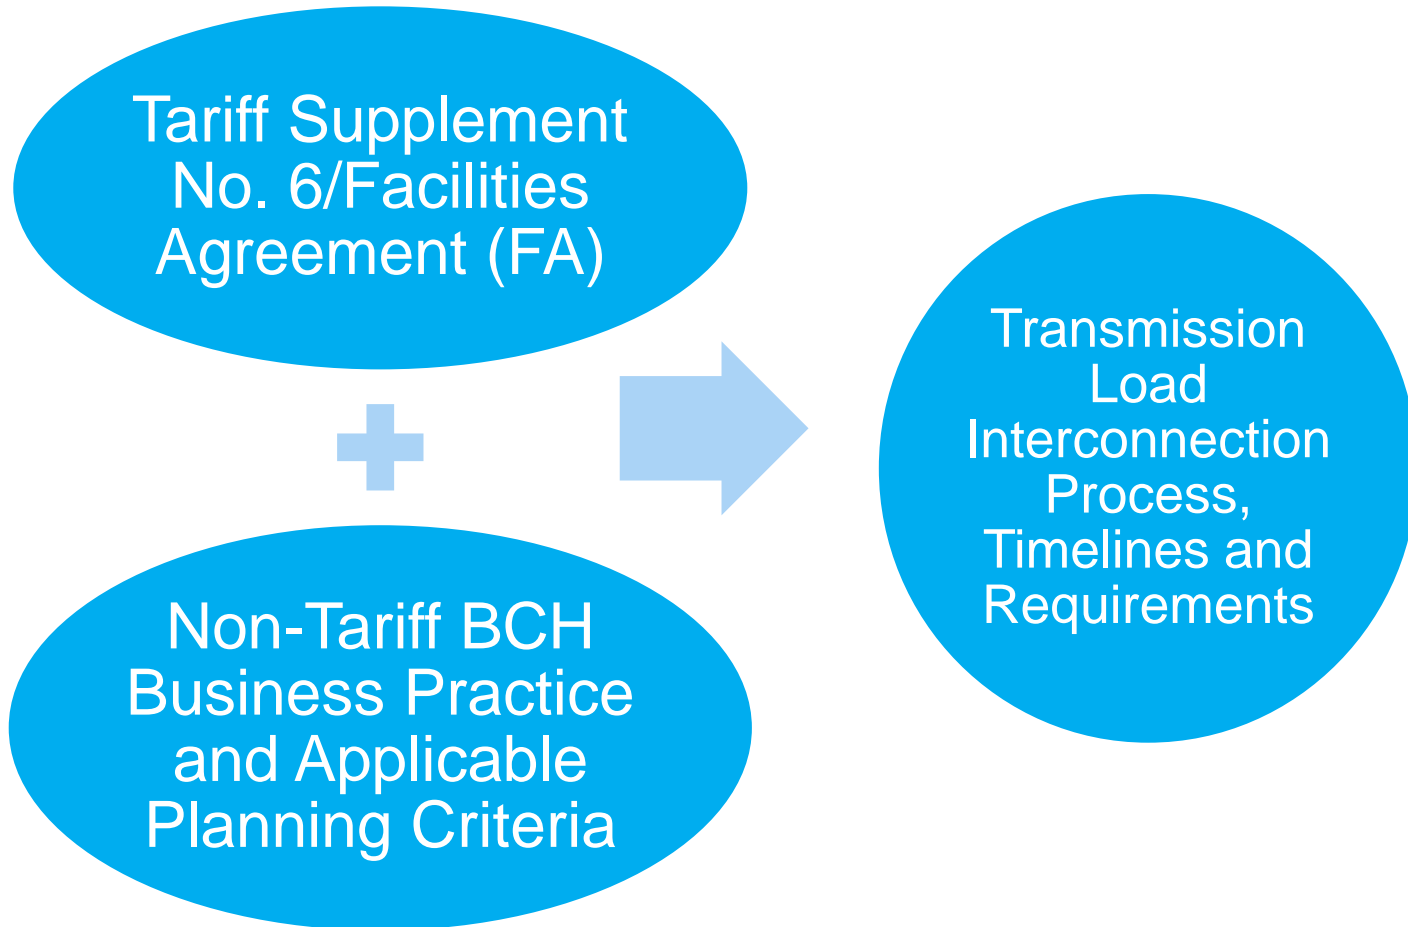 Tariff Supplement
No. 6/Facilities
Agreement (FA)
Non-Tariff BCH
Business Practice
and Applicable
Planning Criteria
Transmission
Load
Interconnection
Process,
Timelines and
Requirements